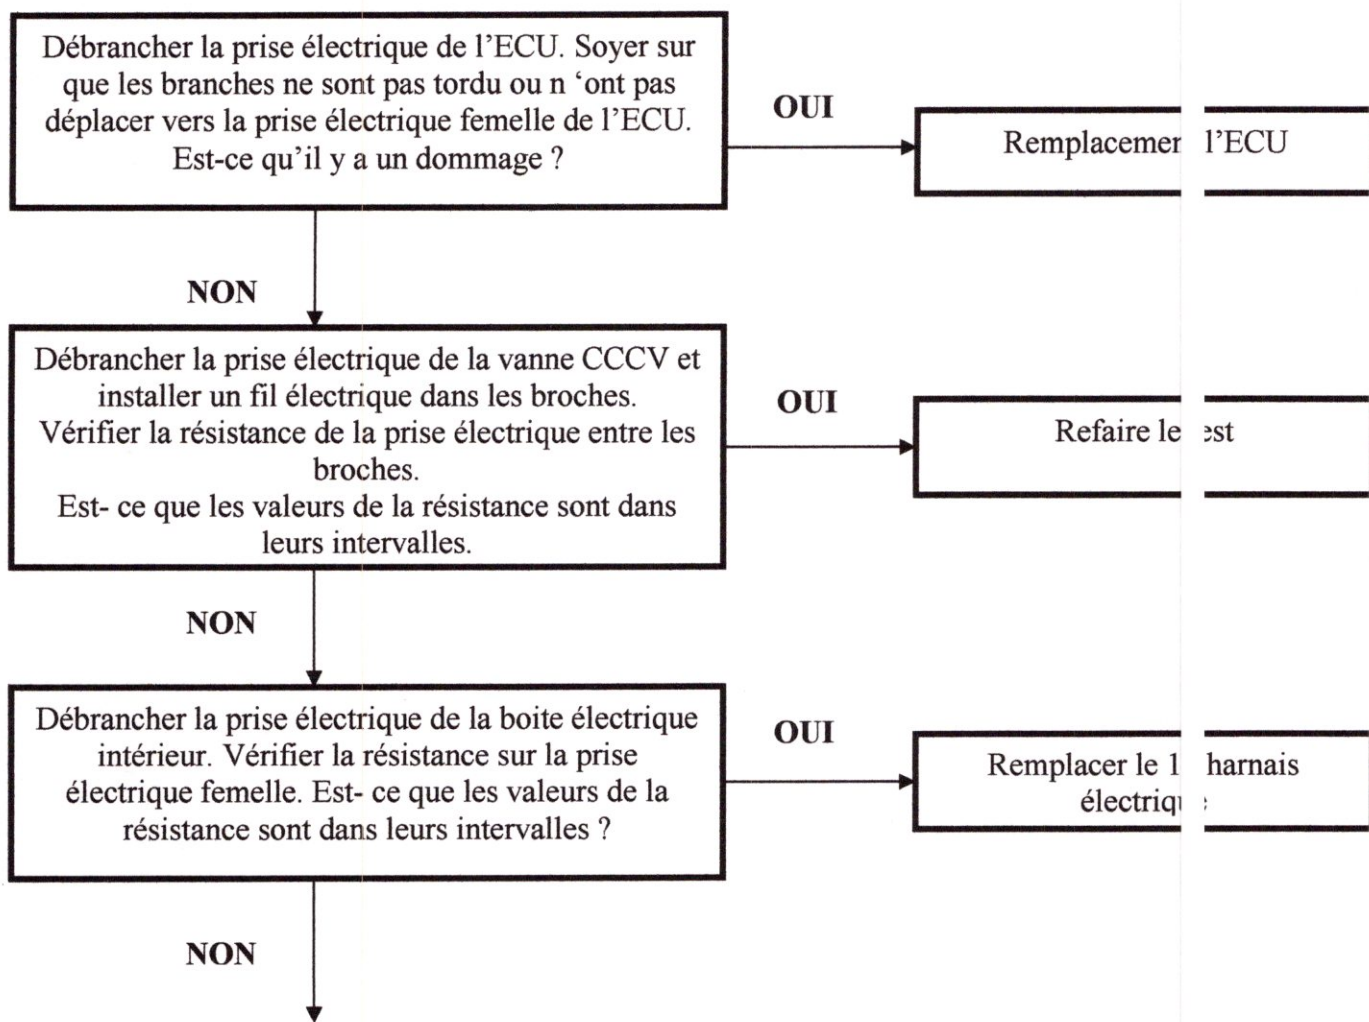 Débrancher la prise électrique de l'ECU. Soyer sur
que les branches ne sont pas tordu ou n 'ont pas
déplacer vers la prise électrique femelle de l'ECU.
Est-ce qu'il y a un dommage ?
OUI
l'ECU
NON
Débrancher la prise électrique de la vanne CCCV et
installer un fil électrique dans les broches.
Vérifier la résistance de la prise électrique entre les
broches.
Est- ce que les valeurs de la résistance sont dans
leurs intervalles.
OUI
Refaire le
NON
Débrancher la prise électrique de la boite électrique
intérieur. Vérifier la résistance sur la prise
électrique femelle. Est- ce que les valeurs de la
résistance sont dans leurs intervalles ?
OUI
Remplacer le
NON